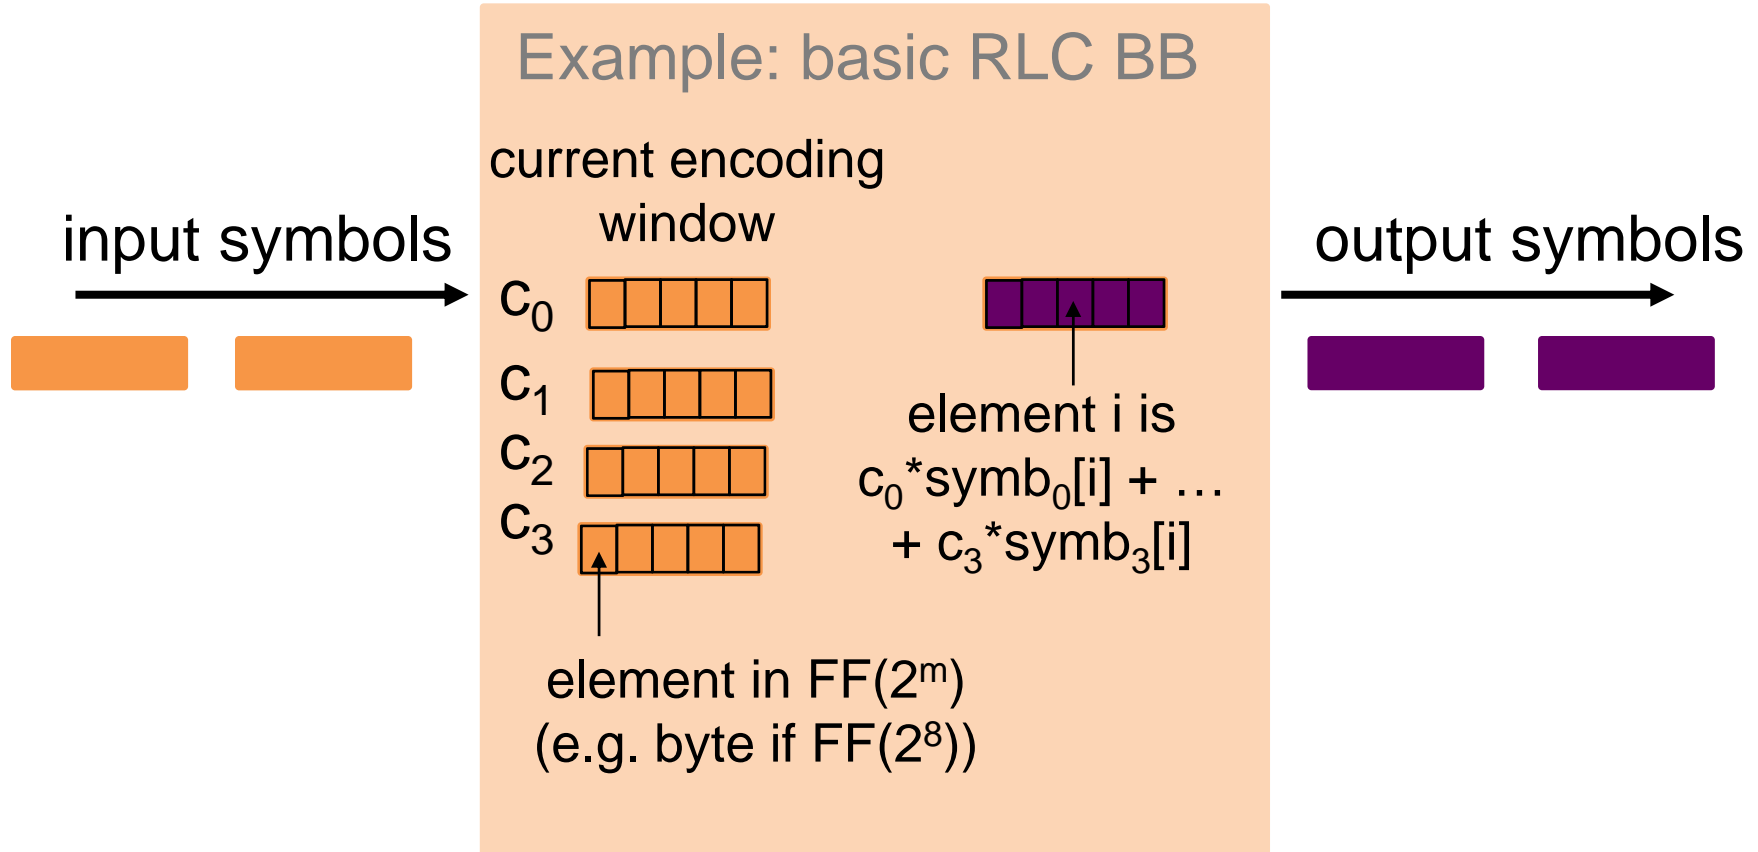 Example: basic RLC BB
input symbols
current encoding
window
c₀
c₁
c₂
c₃
element in FF(2ᵐ)
(e.g. byte if FF(2⁸))
element i is
c₀*symb₀[i] + …
+ c₃*symb₃[i]
output symbols